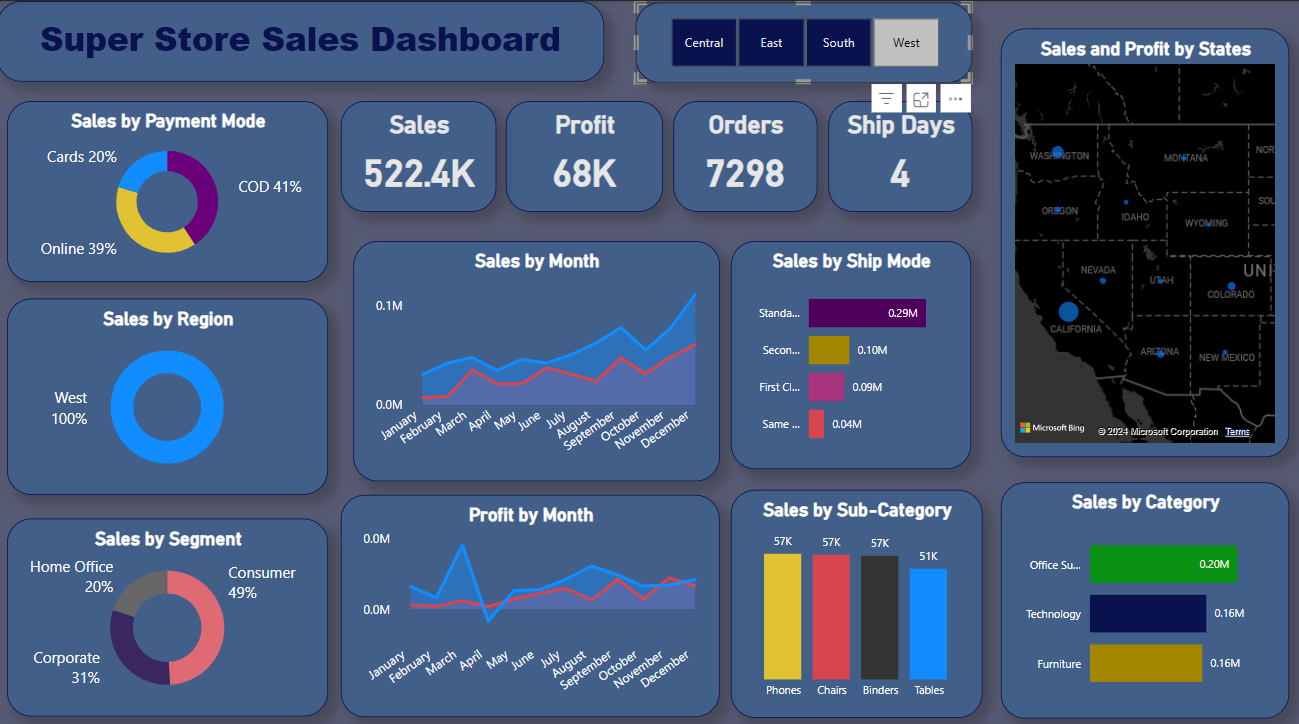 Super Store Sales Dashboard
Central
East
South
West
Sales by Payment Mode
Cards 20%
COD 41%
Online 39%
Sales
522.4K
Profit
68K
Orders
7298
Ship Days
4
Sales and Profit by States
WASHINGTON
MONTANA
NOR
OREGON
IDAHO
SOU
WYOMING
NEVADA
UTAH
UNI
COLORADO
CALIFORNIA
ARIZONA
NEW MEXICO
Microsoft Bing
© 2024 Microsoft Corporation
Terms
Sales by Region
West
100%
Sales by Month
0.1M
0.0M
January
February
March
April
May
June
July
August
September
October
November
December
Sales by Ship Mode
Standa...
0.29M
Secon...
0.10M
First Cl...
0.09M
Same ...
0.04M
Sales by Segment
Home Office
20%
Consumer
49%
Corporate
31%
Profit by Month
0.0M
0.0M
January
February
March
April
May
June
July
August
September
October
November
December
Sales by Sub-Category
57K
57K
57K
51K
Phones
Chairs
Binders
Tables
Sales by Category
Office Su...
0.20M
Technology
0.16M
Furniture
0.16M